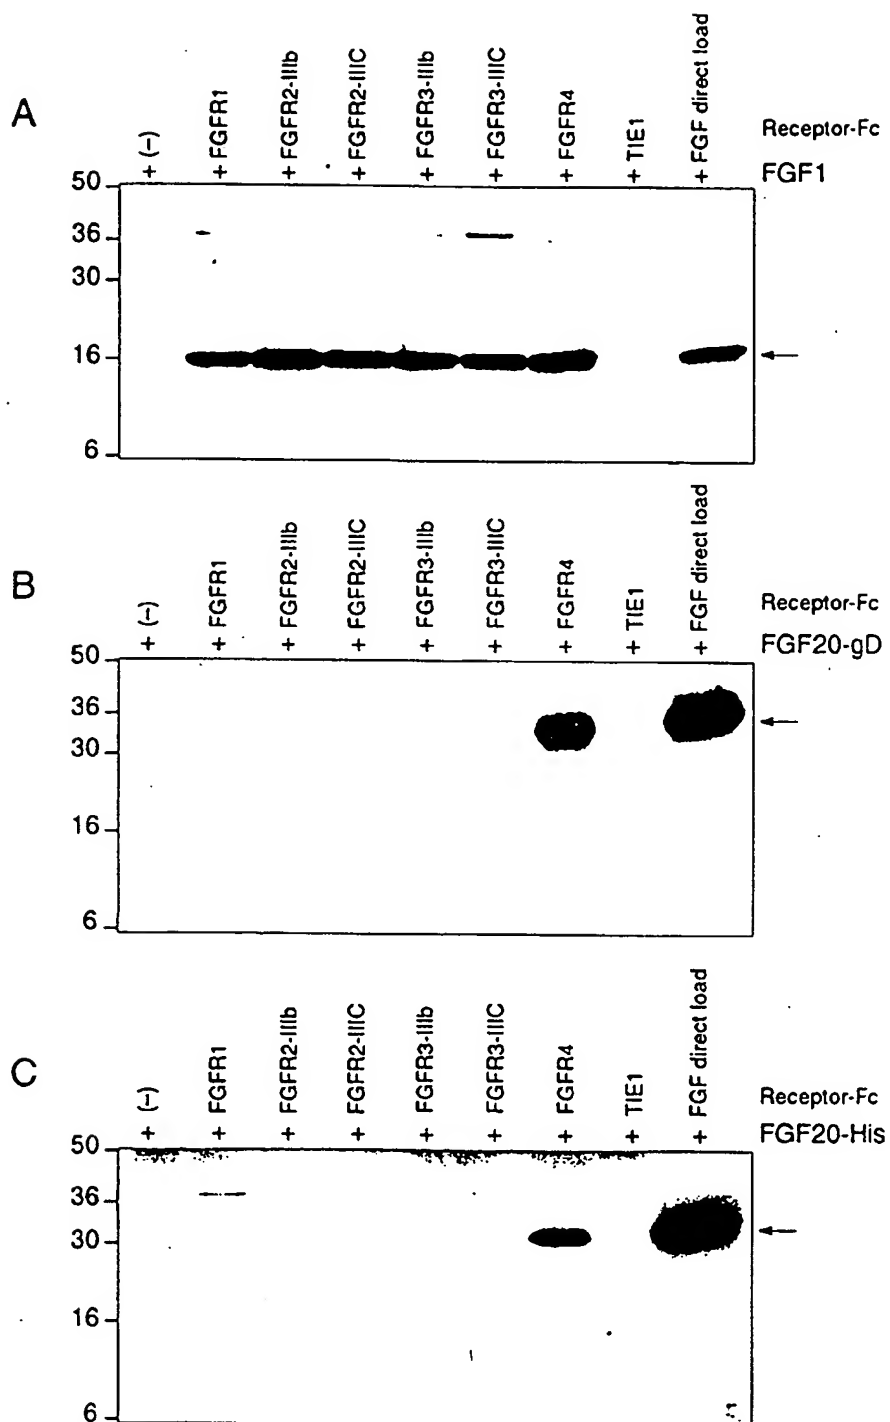 A
+ (-)
+ FGFR1
+ FGFR2-IIIb
+ FGFR2-IIIC
+ FGFR3-IIIb
+ FGFR3-IIIC
+ FGFR4
+ TIE1
+ FGF direct load
Receptor-Fc
FGF1
50
36
30
16
6
B
+ (-)
+ FGFR1
+ FGFR2-IIIb
+ FGFR2-IIIC
+ FGFR3-IIIb
+ FGFR3-IIIC
+ FGFR4
+ TIE1
+ FGF direct load
Receptor-Fc
FGF20-gD
50
36
30
16
6
C
+ (-)
+ FGFR1
+ FGFR2-IIIb
+ FGFR2-IIIC
+ FGFR3-IIIb
+ FGFR3-IIIC
+ FGFR4
+ TIE1
+ FGF direct load
Receptor-Fc
FGF20-His
50
36
30
16
6